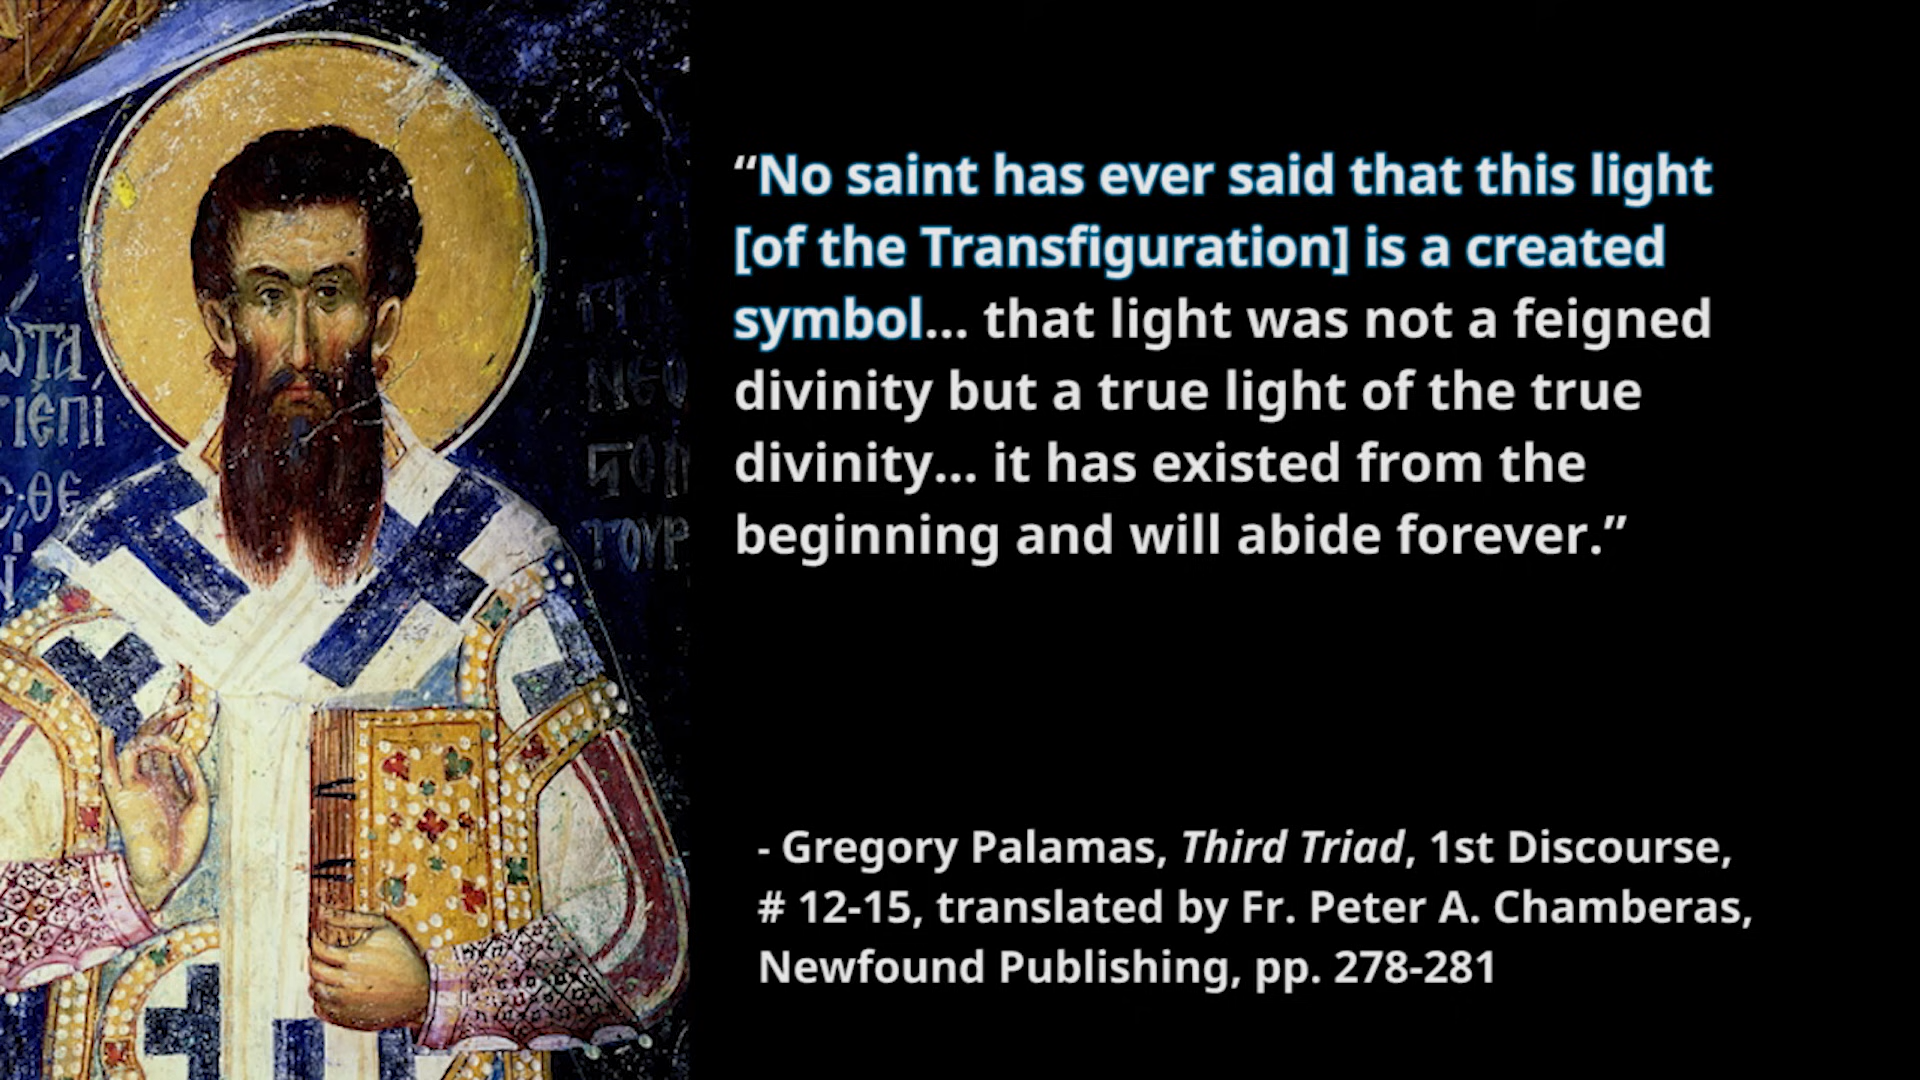 “No saint has ever said that this light
[of the Transfiguration] is a created
symbol... that light was not a feigned
divinity but a true light of the true
divinity... it has existed from the
beginning and will abide forever.”
- Gregory Palamas, Third Triad, 1st Discourse,
# 12-15, translated by Fr. Peter A. Chamberas,
Newfound Publishing, pp. 278-281